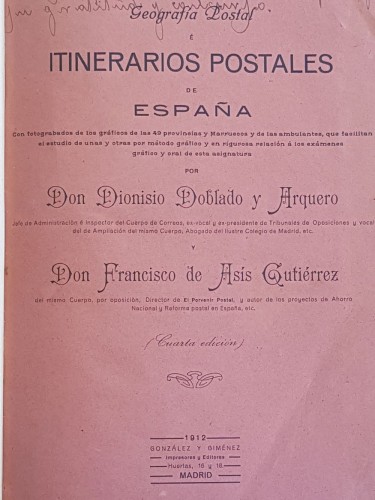 Geografía Postal
É
ITINERARIOS POSTALES
DE
ESPAÑA
Con fotograbados de los gráficos de las 49 provincias y Marruecos y de las ambulantes, que facilitan
el estudio de unas y otras por método gráfico y en rigurosa relación á los exámenes
gráfico y oral de esta asignatura
POR
Don Dionisio Doblado y Arquero
Jefe de Administración é Inspector del Cuerpo de Correos, ex-vocal y ex-presidente de Tribunales de Oposiciones y vocal
del de Ampliación del mismo Cuerpo, Abogado del Ilustre Colegio de Madrid, etc.
Y
Don Francisco de Asís Gutiérrez
del mismo Cuerpo, por oposición, Director de El Porvenir Postal, y autor de los proyectos de Ahorro
Nacional y Reforma postal en España, etc.
(Cuarta edición)
1912
GONZÁLEZ Y GIMÉNEZ
Impresores y Editores
Huertas, 16 y 18.
MADRID